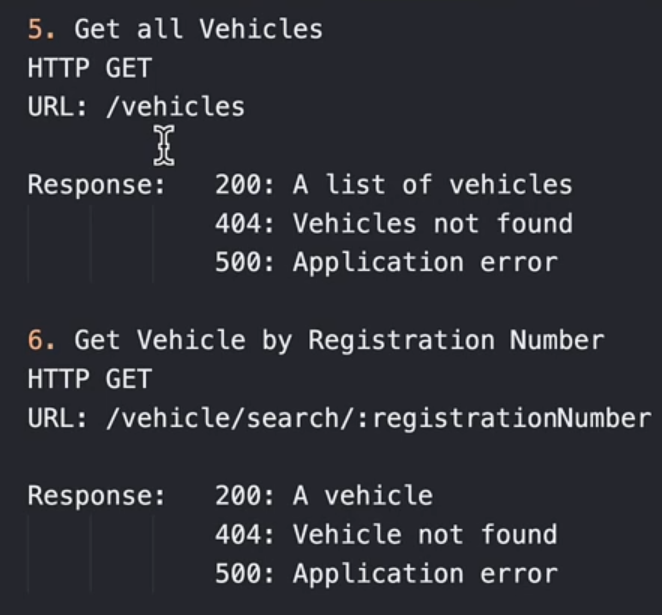 5. Get all Vehicles
HTTP GET
URL: /vehicles
Response: 200: A list of vehicles
404: Vehicles not found
500: Application error
6. Get Vehicle by Registration Number
HTTP GET
URL: /vehicle/search/:registrationNumber
Response: 200: A vehicle
404: Vehicle not found
500: Application error